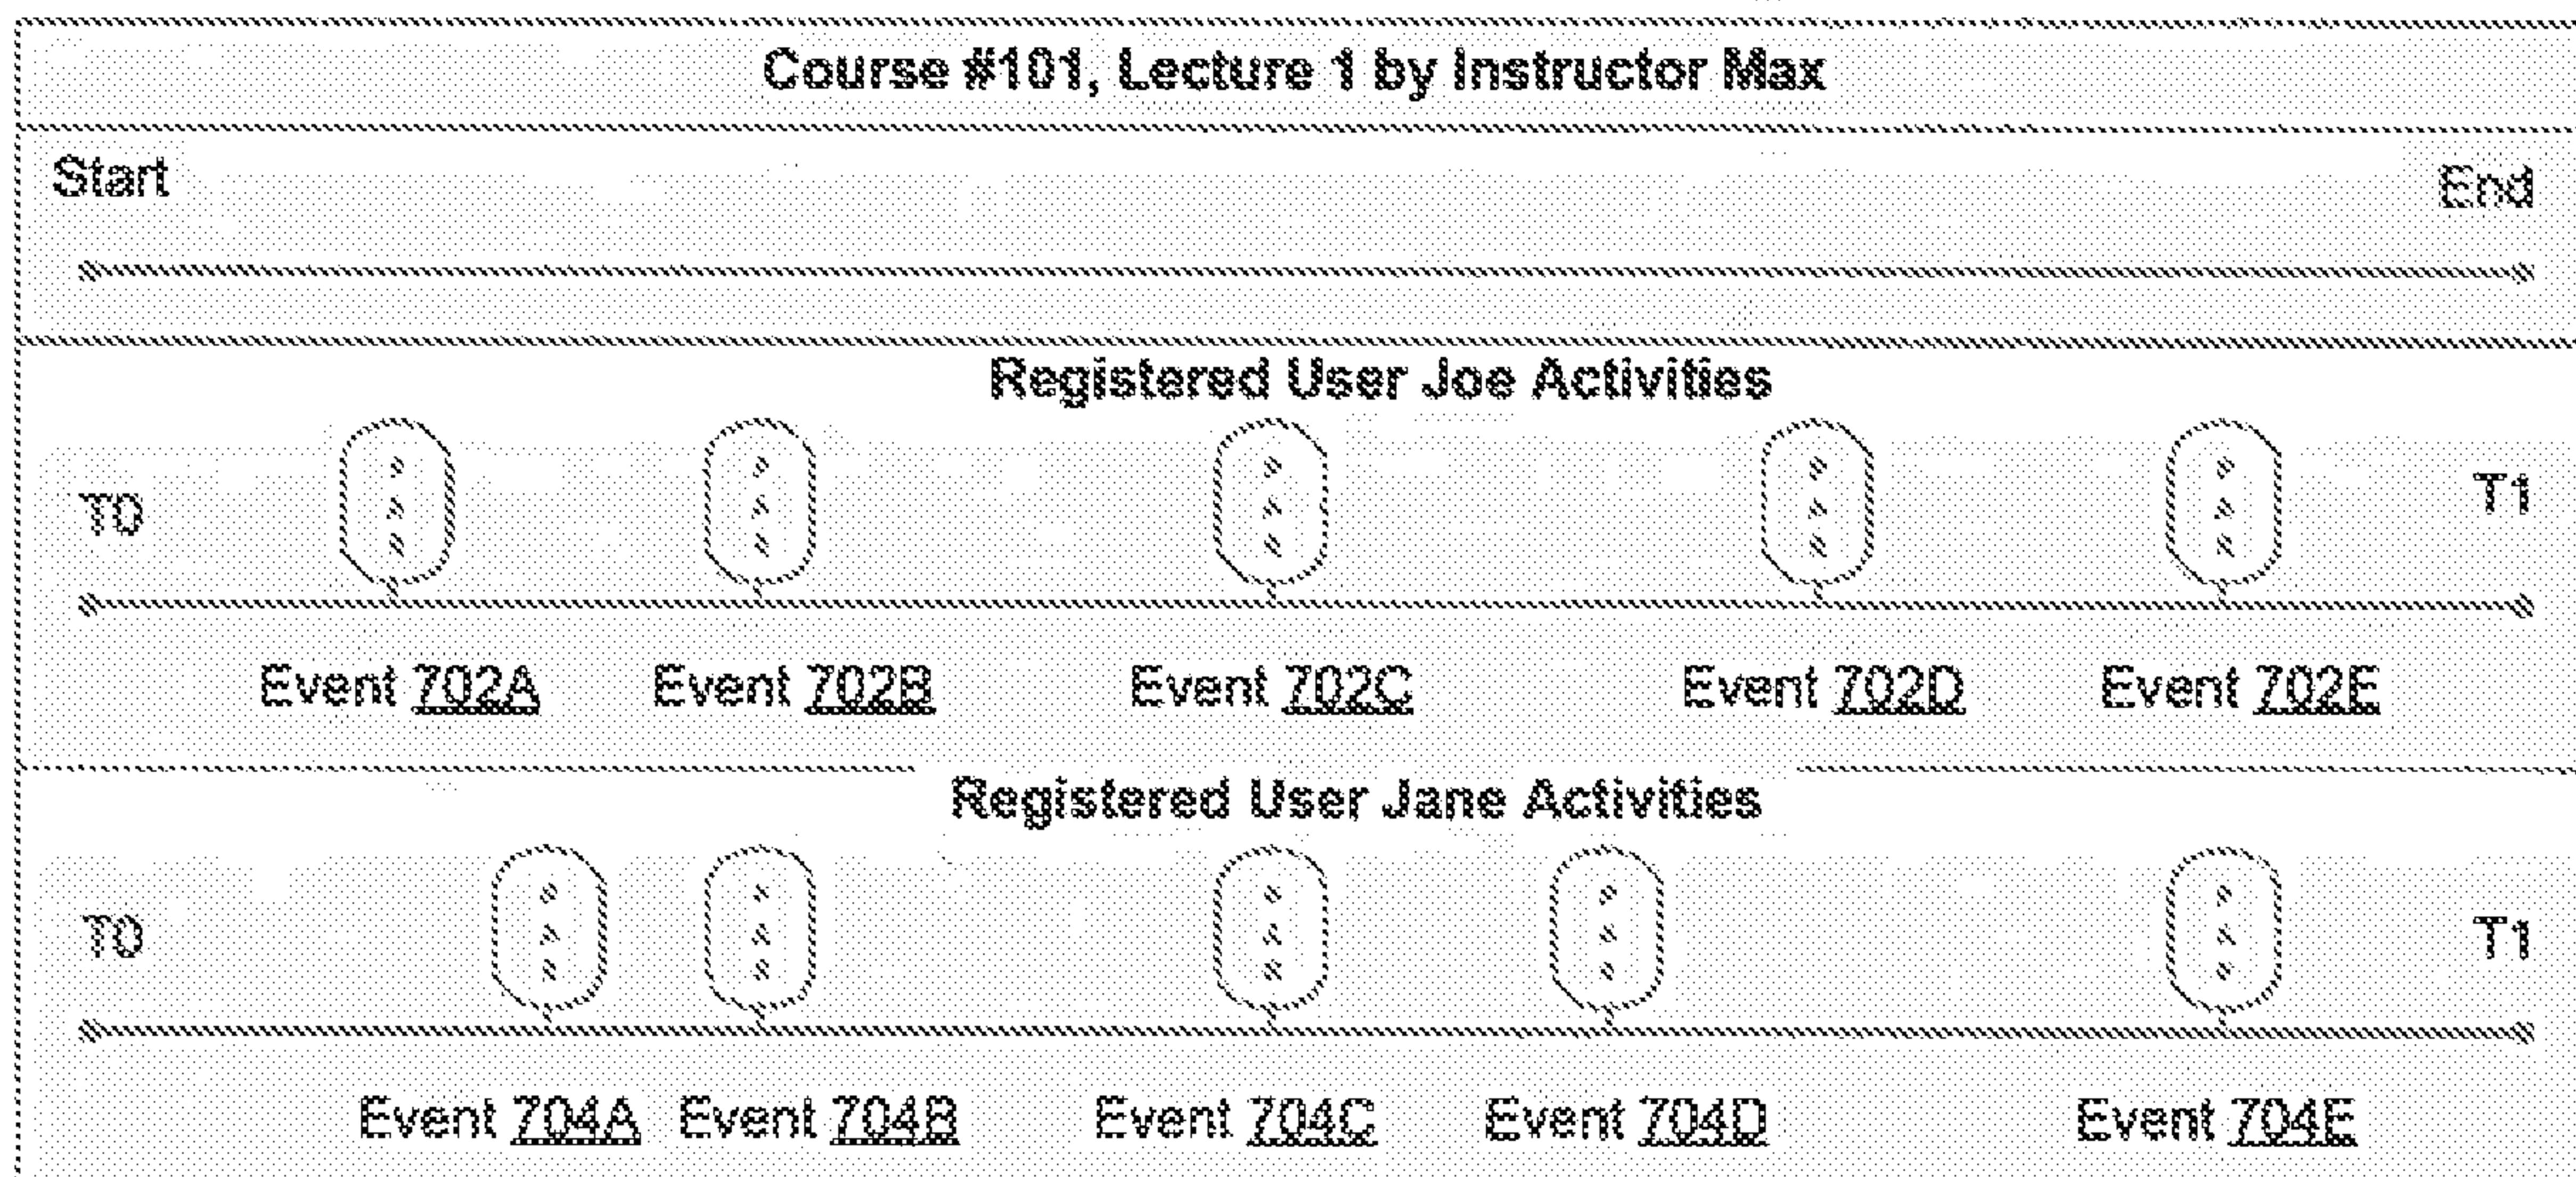 Course #101, Lecture 1 by Instructor Max
Start End
Registered User Joe Activities
T0 T1
Event 702A Event 702B Event 702C Event 702D Event 702E
Registered User Jane Activities
T0 T1
Event 704A Event 704B Event 704C Event 704D Event 704E